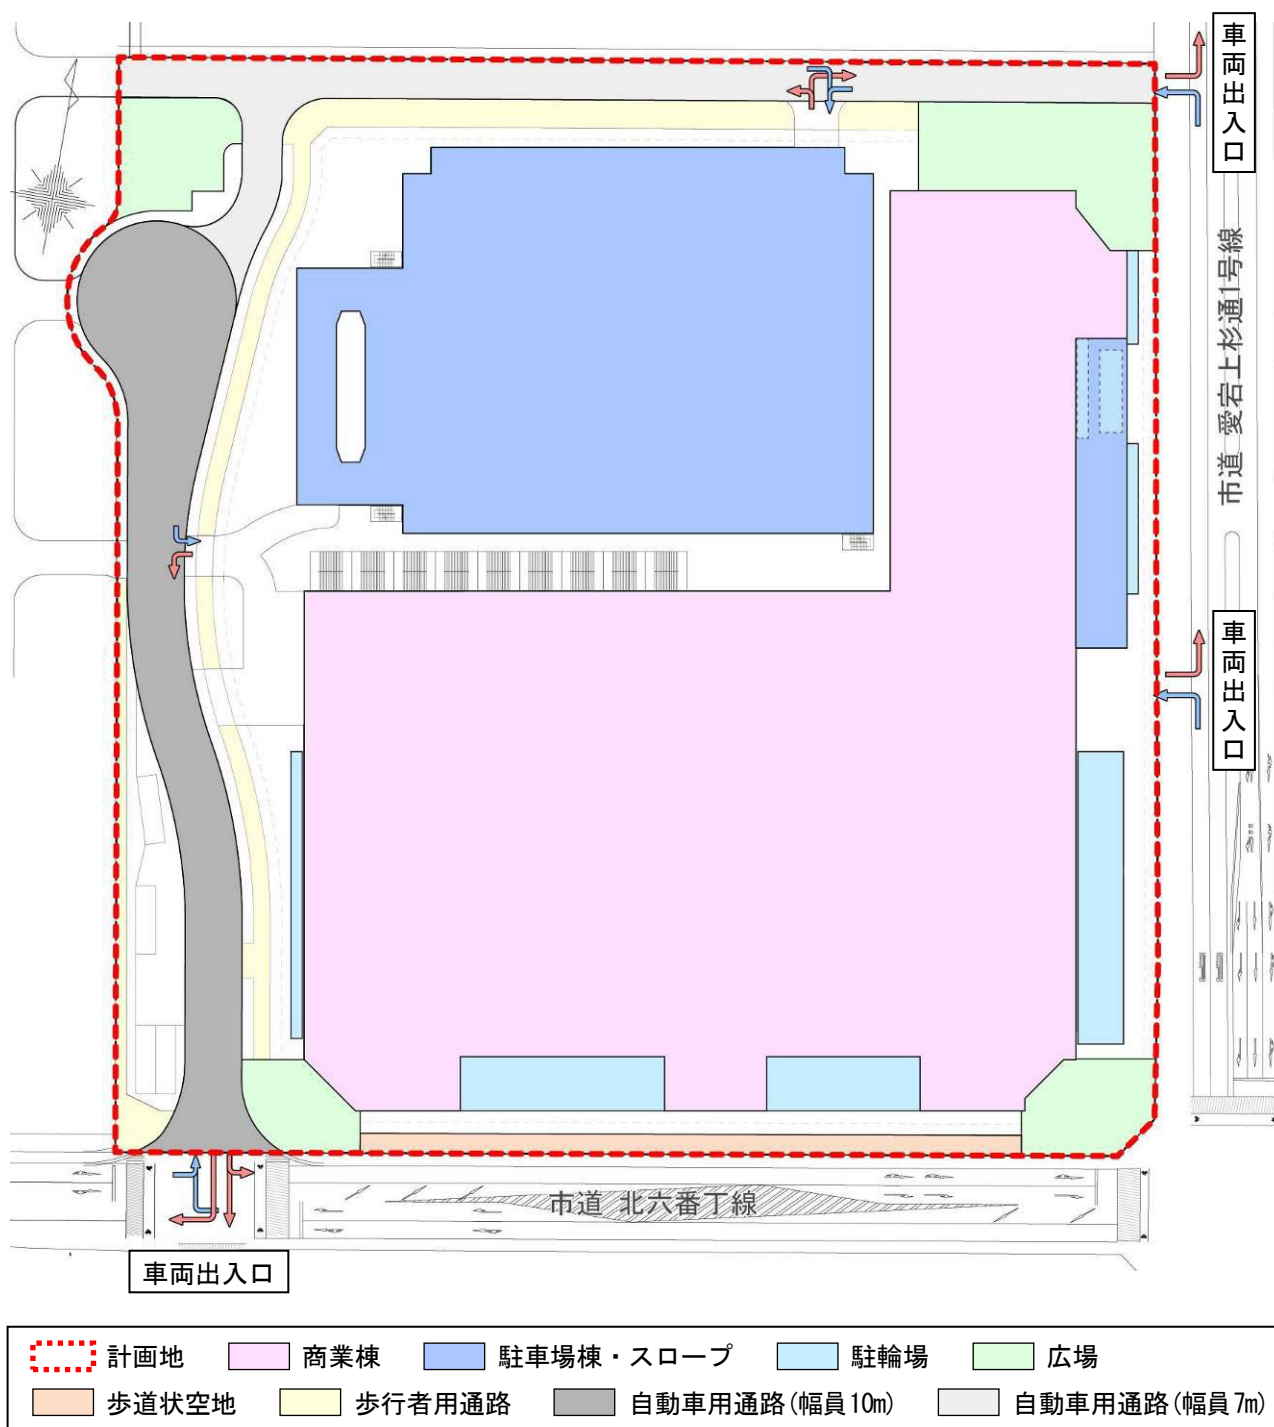 車両出入口
市道 愛宕上杉通1号線
車両出入口
市道 北六番丁線
車両出入口
計画地 商業棟 駐車場棟・スロープ 駐輪場 広場
歩道状空地 歩行者用通路 自動車用通路(幅員10m) 自動車用通路(幅員7m)